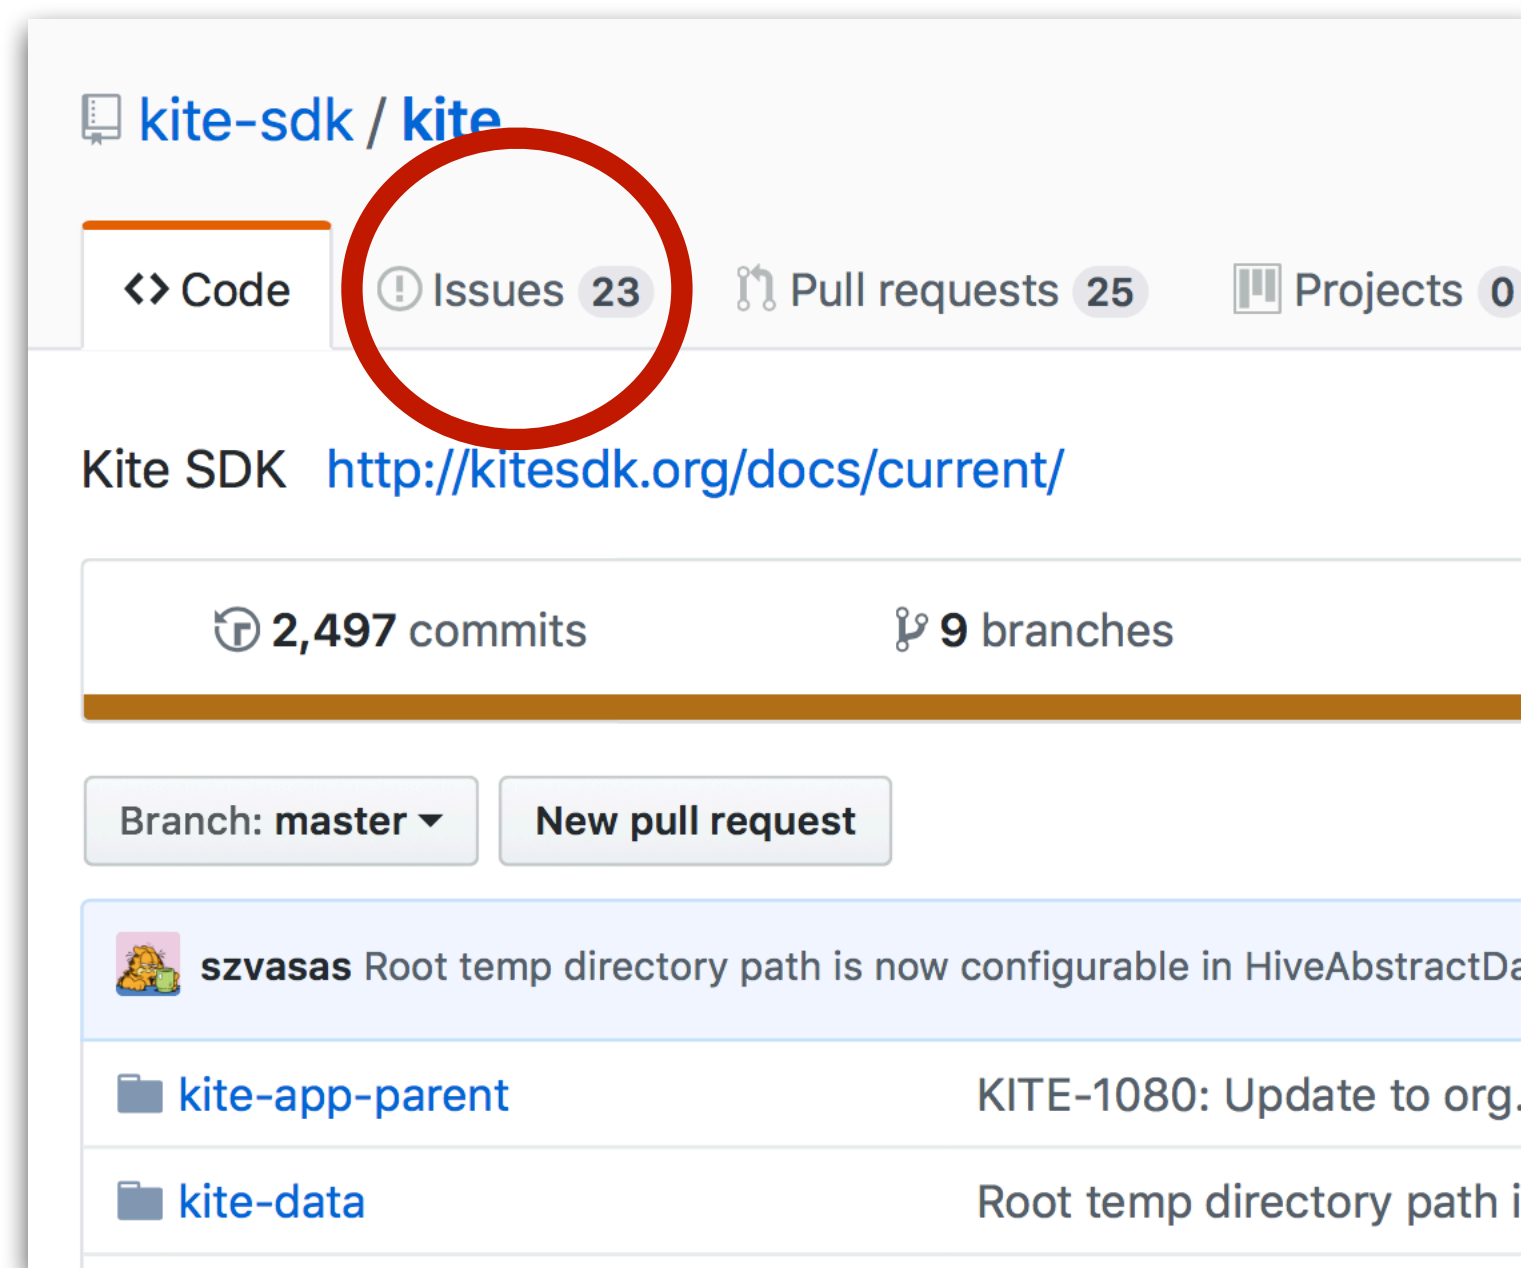 kite-sdk / kite
Code Issues 23 Pull requests 25 Projects 0
Kite SDK http://kitesdk.org/docs/current/
2,497 commits 9 branches
Branch: master New pull request
szvasas Root temp directory path is now configurable in HiveAbstractDa
kite-app-parent KITE-1080: Update to org.
kite-data Root temp directory path i